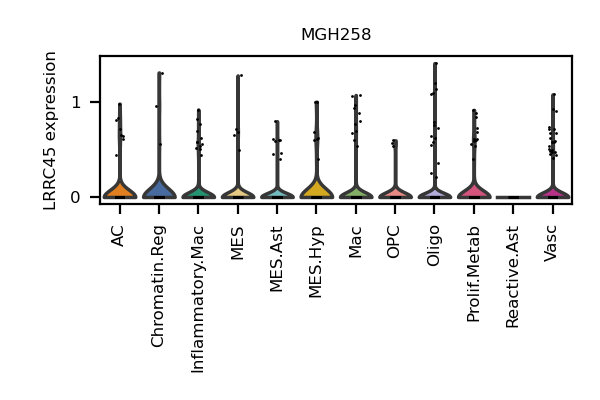 MGH258
LRRC45 expression
1
0
AC
Chromatin.Reg
Inflammatory.Mac
MES
MES.Ast
MES.Hyp
Mac
OPC
Oligo
Prolif.Metab
Reactive.Ast
Vasc